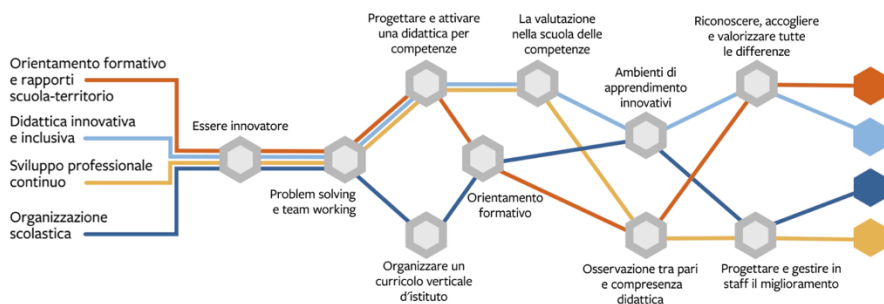 Orientamento formativo
e rapporti
scuola-territorio
Didattica innovativa
e inclusiva
Sviluppo professionale
continuo
Organizzazione
scolastica
Essere innovatore
Problem solving
e team working
Progettare e attivare
una didattica per
competenze
Organizzare un
curricolo verticale
d'istituto
La valutazione
nella scuola delle
competenze
Orientamento
formativo
Ambienti di
apprendimento
innovativi
Osservazione tra pari
e compresenza
didattica
Riconoscere, accogliere
e valorizzare tutte
le differenze
Progettare e gestire in
staff il miglioramento